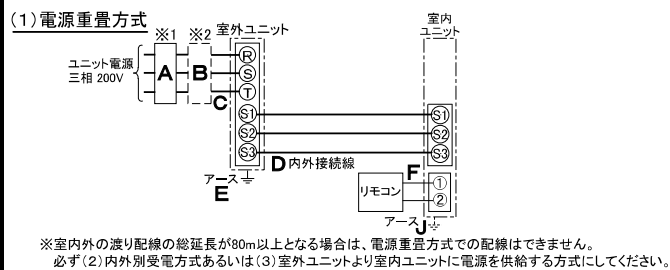 (1)電源重畳方式
※1 ※2 室外ユニット
室内
ユニット
ユニット電源
三相 200V
A
B
C
R
S
T
S1
S2
S3
S1
S2
S3
D 内外接続線
アース
E
F
リモコン
①
②
アース J
※室内外の渡り配線の総延長が80m以上となる場合は、電源重畳方式での配線はできません。
必ず(2)内外別受電方式あるいは(3)室外ユニットより室内ユニットに電源を供給する方式にしてください。